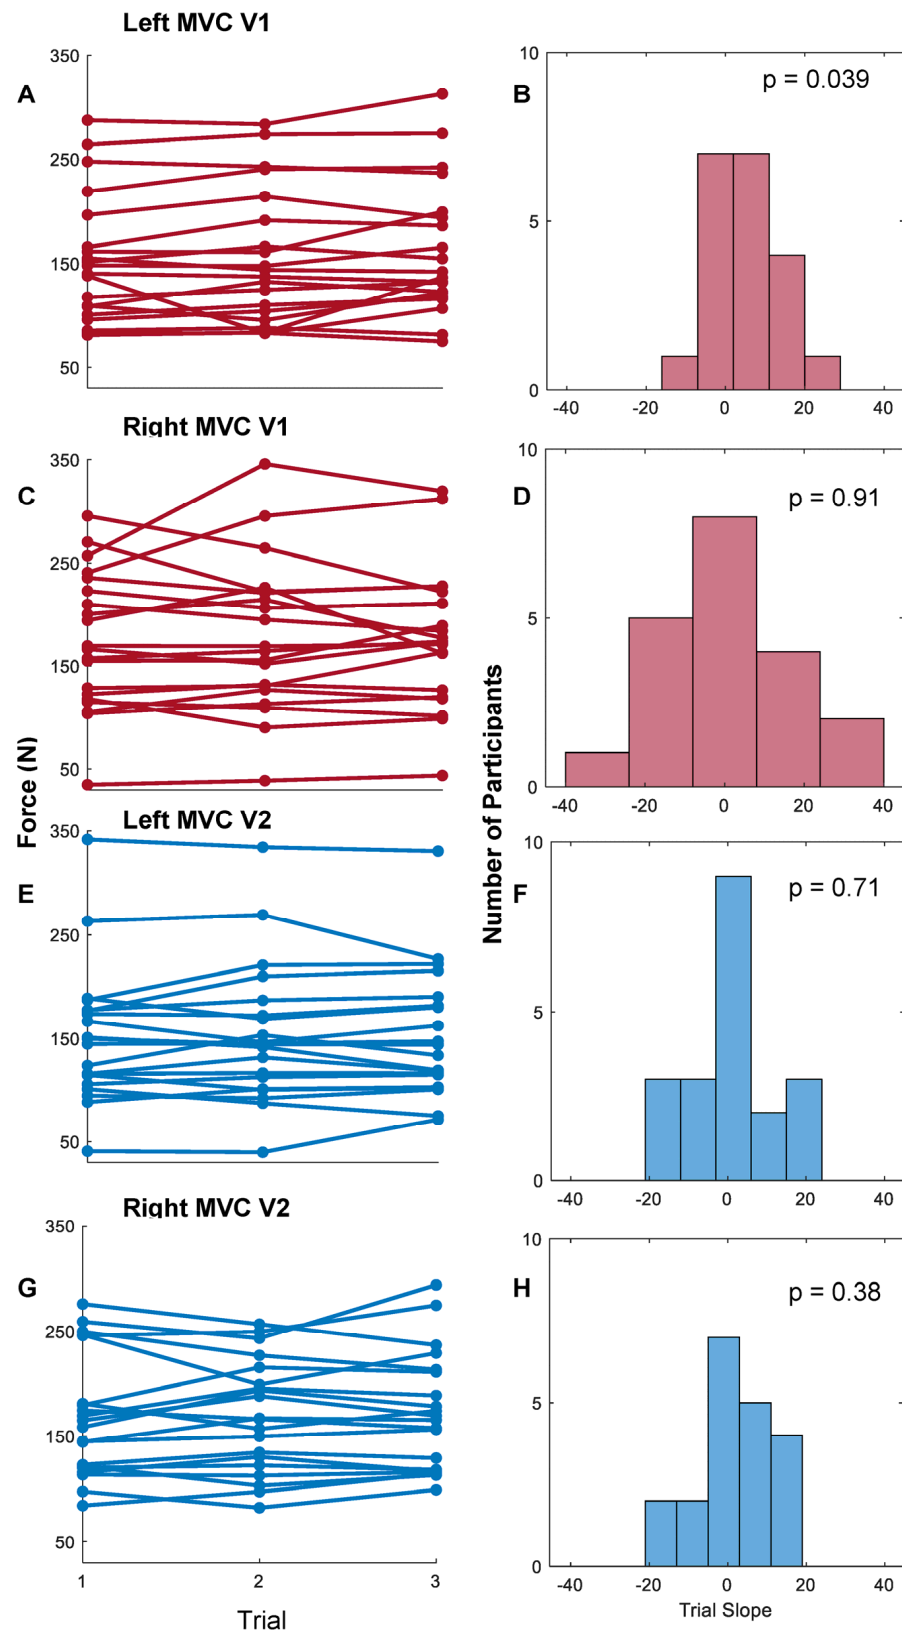 Left MVC V1
A
350
250
150
50
B
p = 0.039
10
5
0
-40 -20 0 20 40
Right MVC V1
C
350
250
150
50
D
p = 0.91
10
5
0
-40 -20 0 20 40
Force (N)
Number of Participants
Left MVC V2
E
350
250
150
50
F
p = 0.71
10
5
0
-40 -20 0 20 40
Right MVC V2
G
350
250
150
50
1 2 3
Trial
H
p = 0.38
10
5
0
-40 -20 0 20 40
Trial Slope